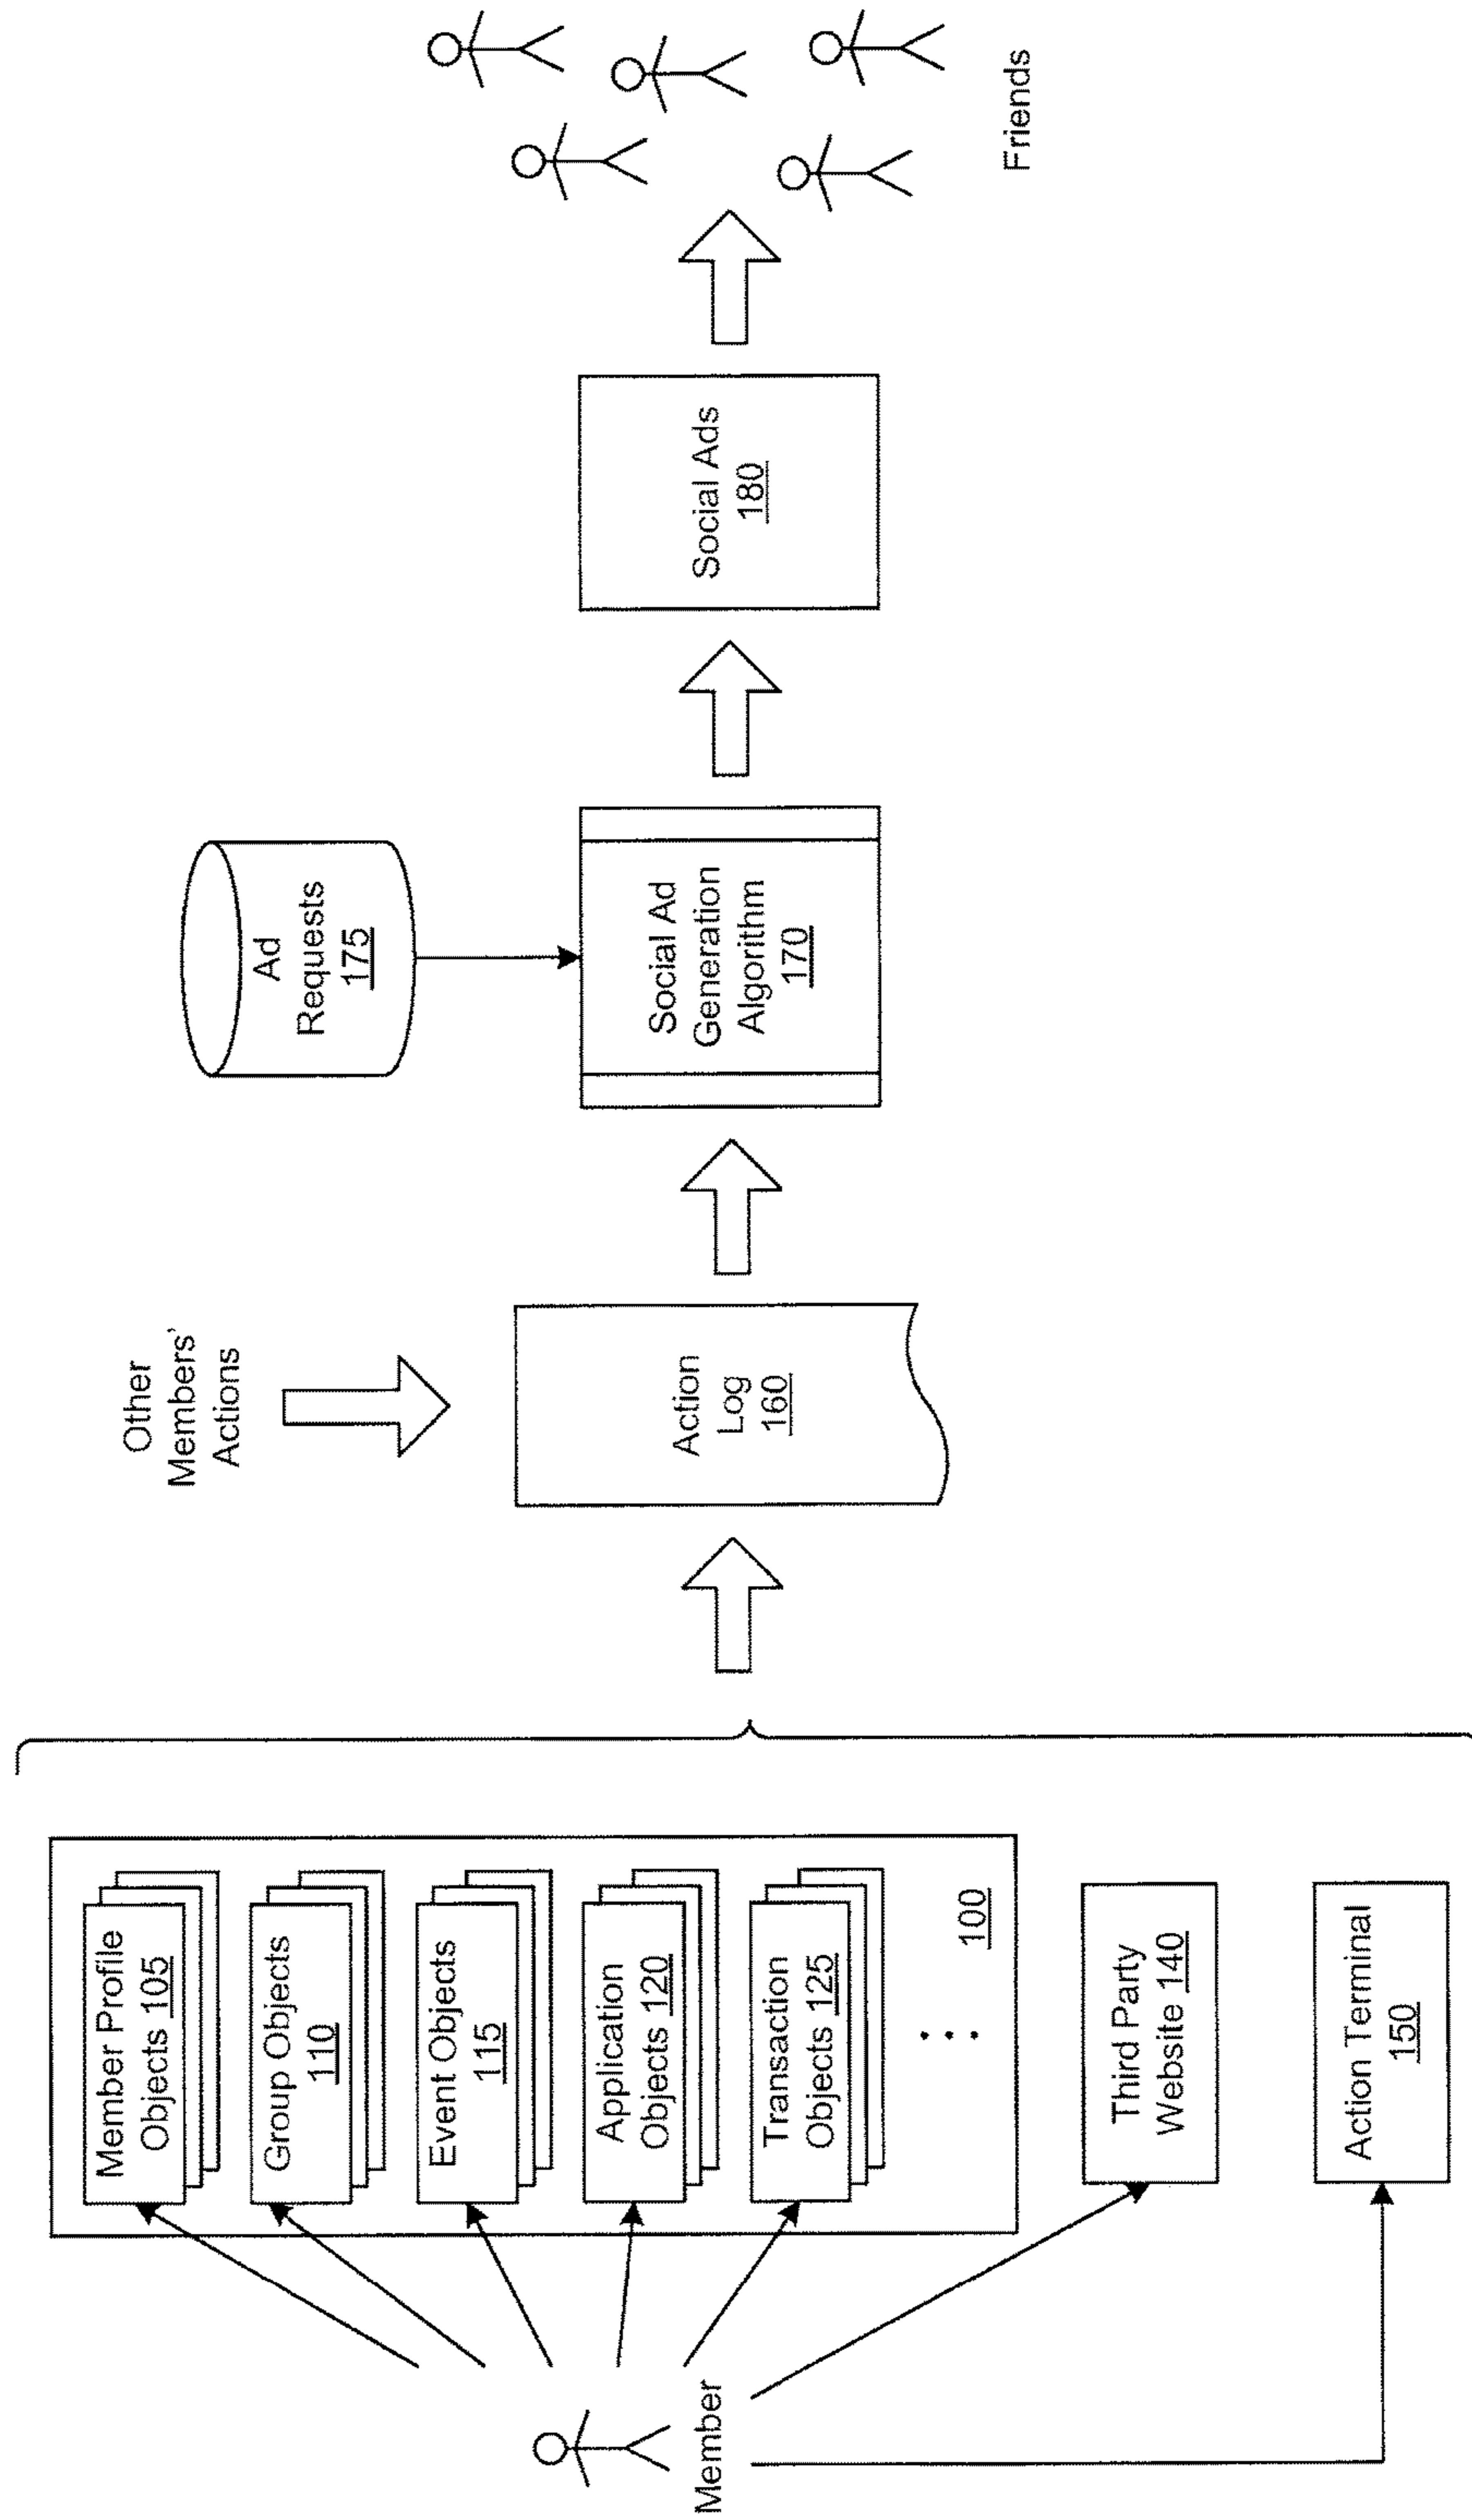 Member
Member Profile
Objects 105
Group Objects
110
Event Objects
115
Application
Objects 120
Transaction
Objects 125
100
Third Party
Website 140
Action Terminal
150
Other
Members'
Actions
Action
Log
160
Ad
Requests
175
Social Ad
Generation
Algorithm
170
Social Ads
180
Friends